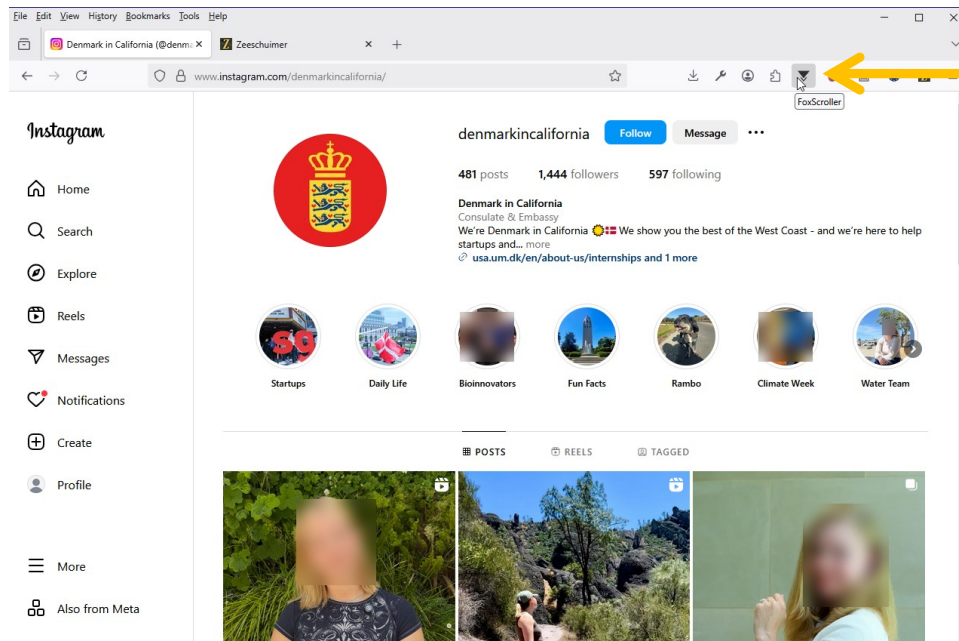 File Edit View History Bookmarks Tools Help
Denmark in California (@denm
Zeeschuimer
www.instagram.com/denmarkincalifornia/
FoxScroller
Instagram
denmarkincalifornia Follow Message
481 posts 1,444 followers 597 following
Denmark in California
Consulate & Embassy
We're Denmark in California 🌞🇩🇰 We show you the best of the West Coast - and we're here to help
startups and... more
usa.um.dk/en/about-us/internships and 1 more
Home
Search
Explore
Reels
Messages
Notifications
Create
Profile
More
Also from Meta
SG
Startups Daily Life Bioinnovators Fun Facts Rambo Climate Week Water Team
POSTS REELS TAGGED